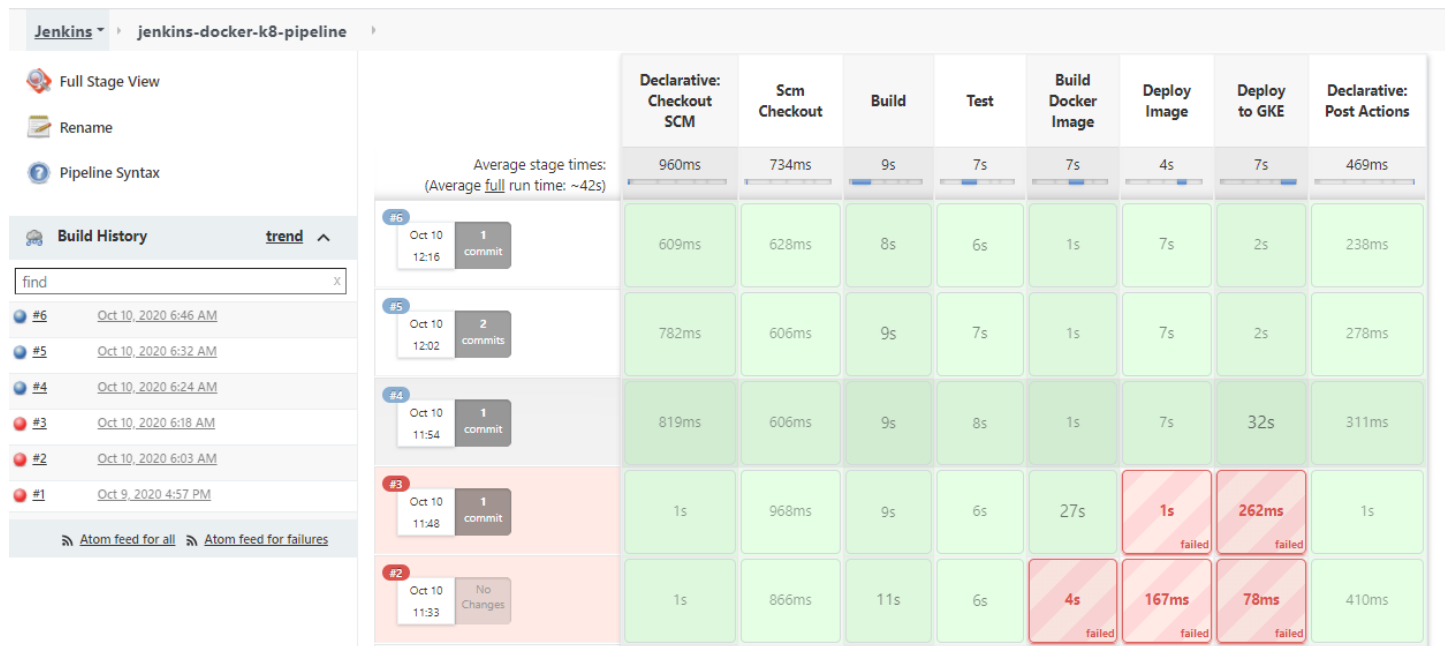 Jenkins jenkins-docker-k8-pipeline
Full Stage View
Rename
Pipeline Syntax
Build History trend
find x
#6 Oct 10, 2020 6:46 AM
#5 Oct 10, 2020 6:32 AM
#4 Oct 10, 2020 6:24 AM
#3 Oct 10, 2020 6:18 AM
#2 Oct 10, 2020 6:03 AM
#1 Oct 9, 2020 4:57 PM
Atom feed for all Atom feed for failures
Declarative: Checkout SCM
Scm Checkout
Build
Test
Build Docker Image
Deploy Image
Deploy to GKE
Declarative: Post Actions
Average stage times:
(Average full run time: ~42s)
960ms 734ms 9s 7s 7s 4s 7s 469ms
#6
Oct 10 12:16
1 commit
609ms 628ms 8s 6s 1s 7s 2s 238ms
#5
Oct 10 12:02
2 commits
782ms 606ms 9s 7s 1s 7s 2s 278ms
#4
Oct 10 11:54
1 commit
819ms 606ms 9s 8s 1s 7s 32s 311ms
#3
Oct 10 11:48
1 commit
1s 968ms 9s 6s 27s 1s failed 262ms failed 1s
#2
Oct 10 11:33
No Changes
1s 866ms 11s 6s 4s failed 167ms failed 78ms failed 410ms